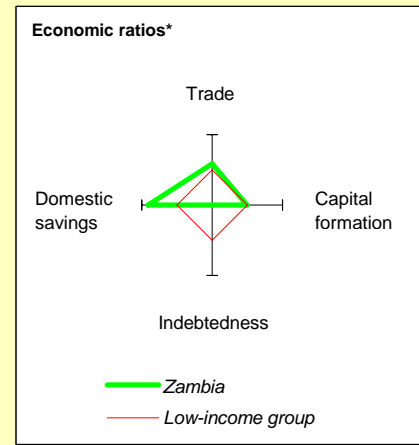 Economic ratios*
Trade
Domestic
savings
Capital
formation
Indebtedness
Zambia
Low-income group